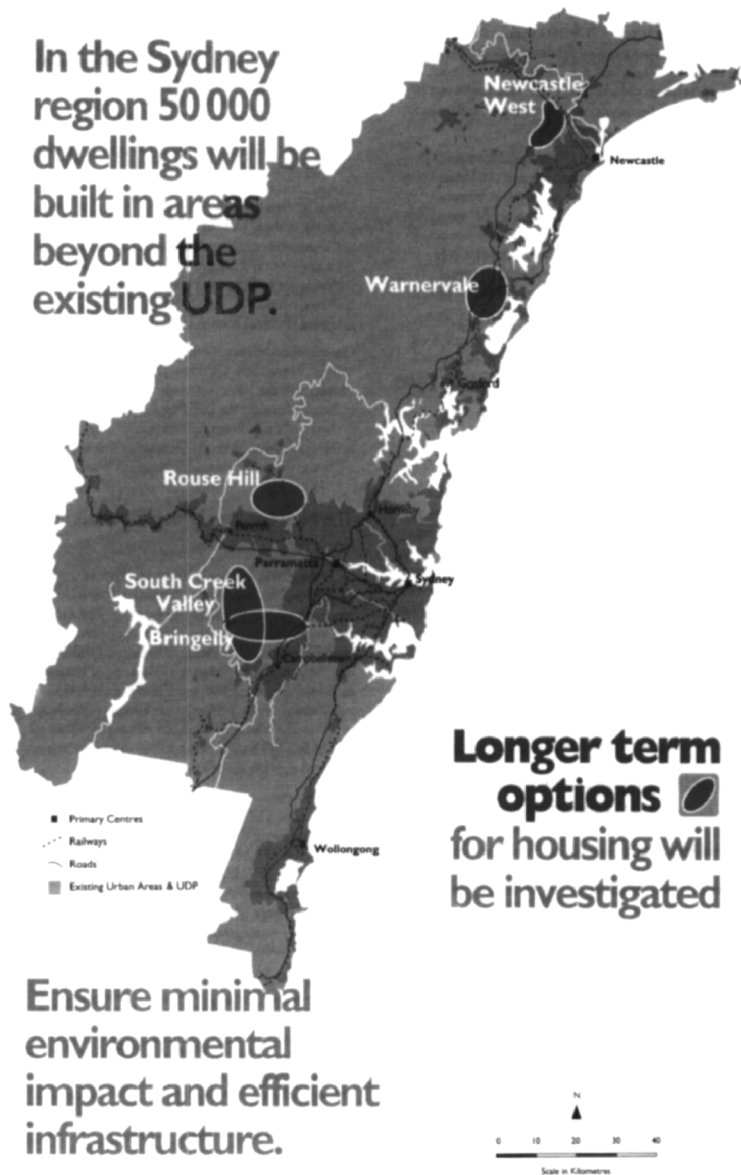 In the Sydney
region 50 000
dwellings will be
built in areas
beyond the
existing UDP.
Newcastle
West
Newcastle
Warnervale
Gosford
Rouse Hill
Hornsby
Penrith
Parramatta
Sydney
South Creek
Valley
Bringelly
Campbelltown
Longer term
options
for housing will
be investigated
Primary Centres
Railways
Roads
Existing Urban Areas & UDP
Wollongong
Ensure minimal
environmental
impact and efficient
infrastructure.
N
0 10 20 30 40
Scale in Kilometres